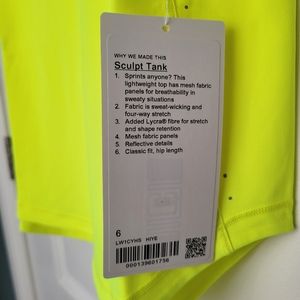 WHY WE MADE THIS
Sculpt Tank
1. Sprints anyone? This
lightweight top has mesh fabric
panels for breathability in
sweaty situations
2. Fabric is sweat-wicking and
four-way stretch
3. Added Lycra® fibre for stretch
and shape retention
4. Mesh fabric panels
5. Reflective details
6. Classic fit, hip length
6
LW1CYHS HIYE
000139601756